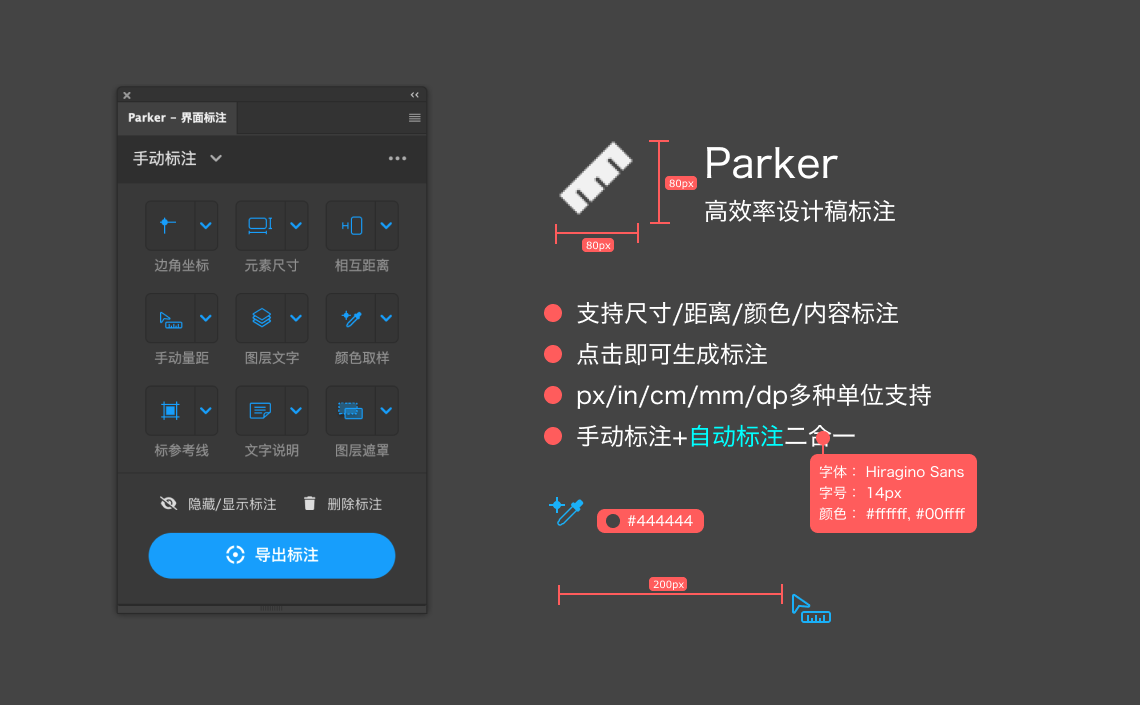 Parker – 界面标注
手动标注
边角坐标
元素尺寸
相互距离
手动量距
图层文字
颜色取样
标参考线
文字说明
图层遮罩
隐藏/显示标注
删除标注
导出标注
80px
80px
Parker
高效率设计稿标注
支持尺寸/距离/颜色/内容标注
点击即可生成标注
px/in/cm/mm/dp多种单位支持
手动标注+自动标注二合一
字体： Hiragino Sans
字号： 14px
颜色： #ffffff, #00ffff
#444444
200px